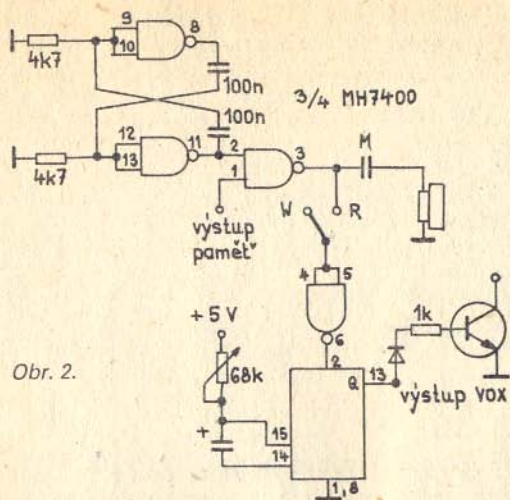 9
10
8
4k7
100n
3/4 MH7400
100n
12
13
11
2
3
M
4k7
1
výstup
paměť
W
R
4
5
+5 V
6
1k
68k
2
Q
13
Obr. 2.
výstup VOX
+
15
14
1,8